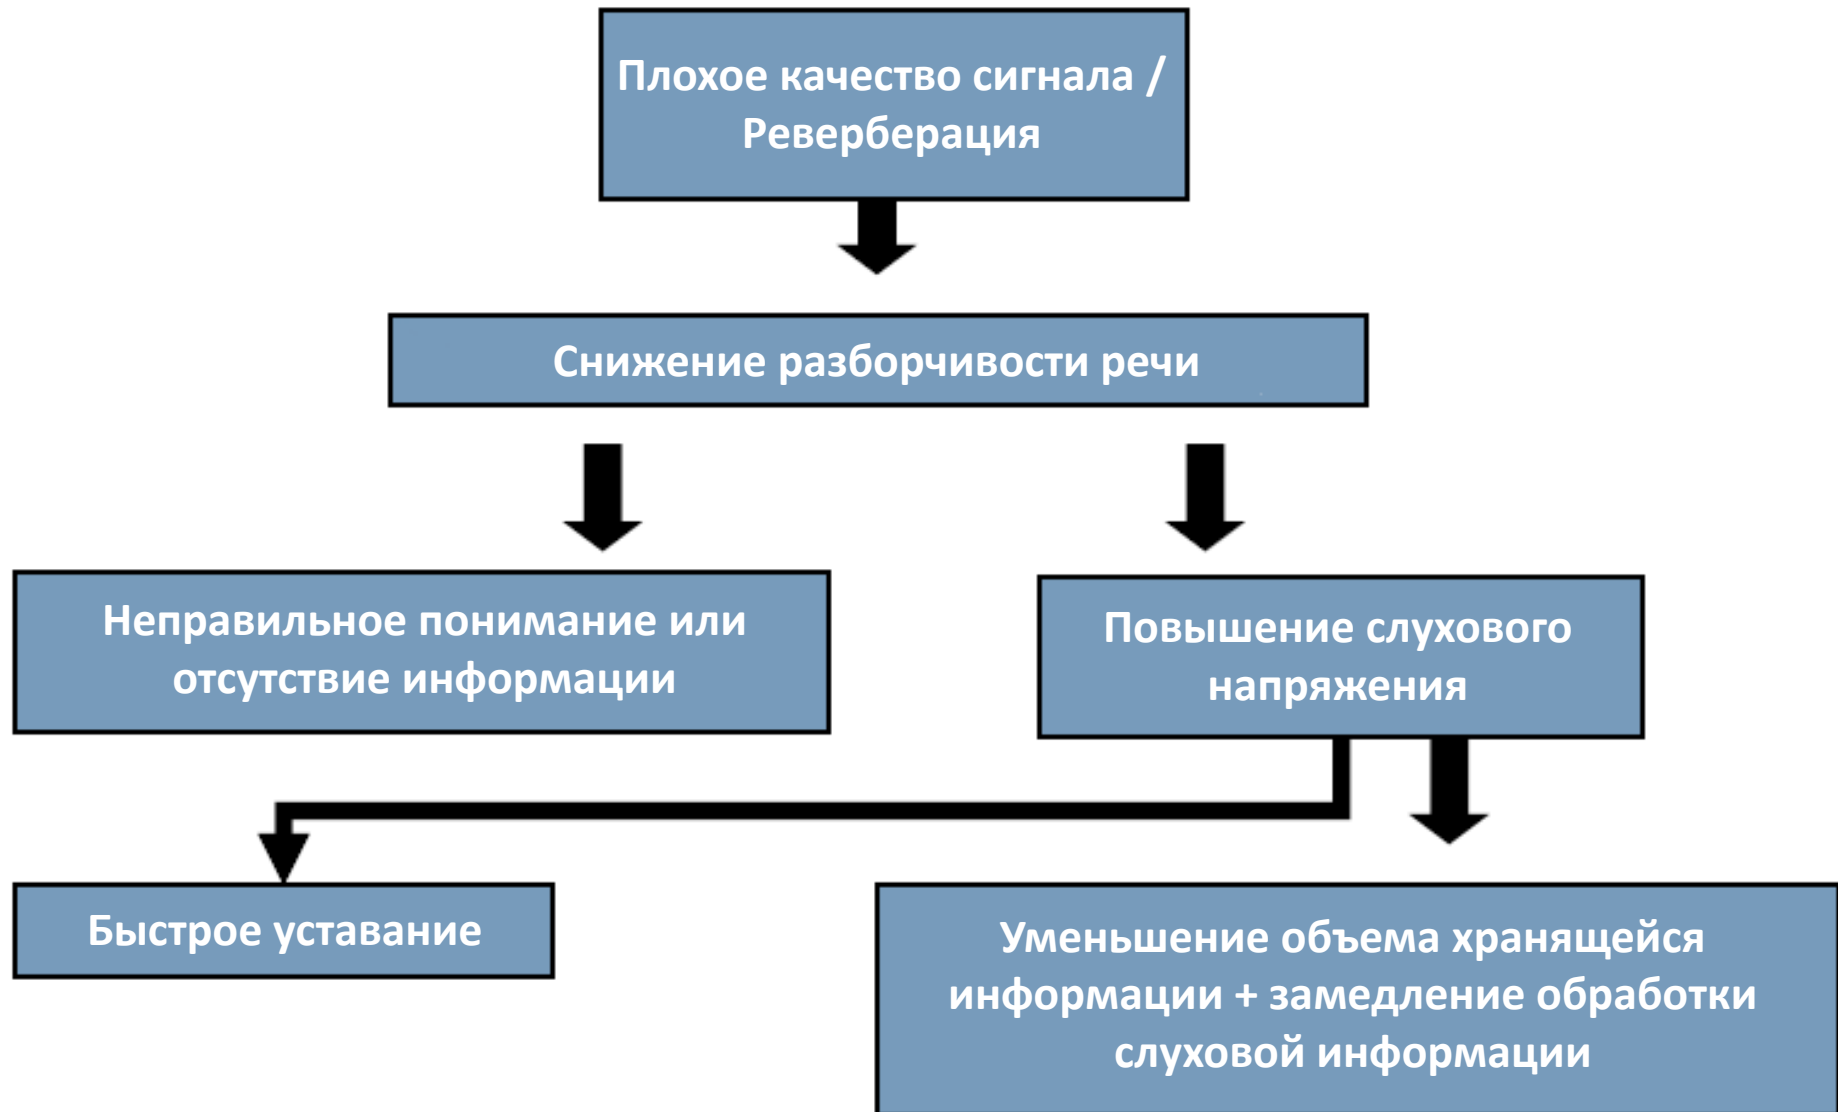 Плохое качество сигнала /
Реверберация
Снижение разборчивости речи
Неправильное понимание или
отсутствие информации
Повышение слухового
напряжения
Быстрое уставание
Уменьшение объема хранящейся
информации + замедление обработки
слуховой информации